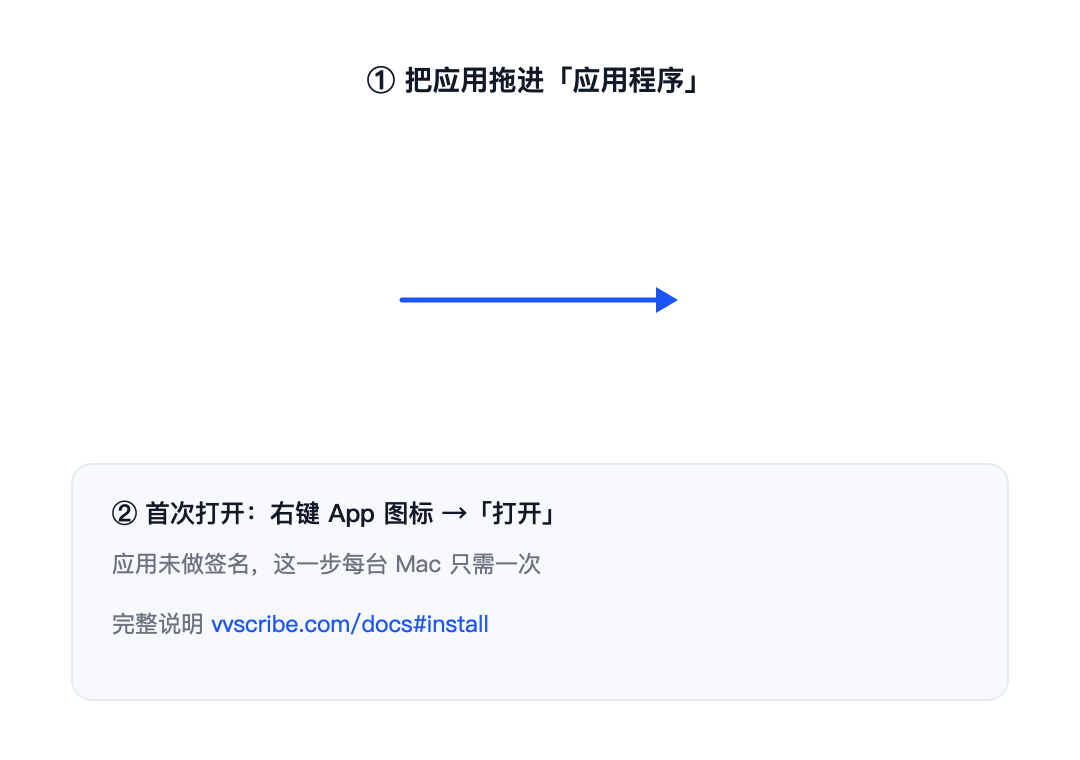 ① 把应用拖进「应用程序」
② 首次打开：右键 App 图标 →「打开」
应用未做签名，这一步每台 Mac 只需一次
完整说明 vvscribe.com/docs#install